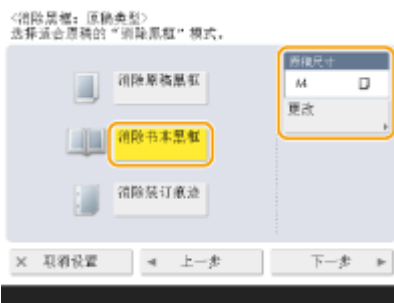 <消除黑框：原稿类型>
选择适合原稿的“消除黑框”模式。
原稿尺寸
消除原稿黑框
A4
更改
消除书本黑框
消除装订痕迹
× 取消设置
◀ 上一步
下一步 ▶